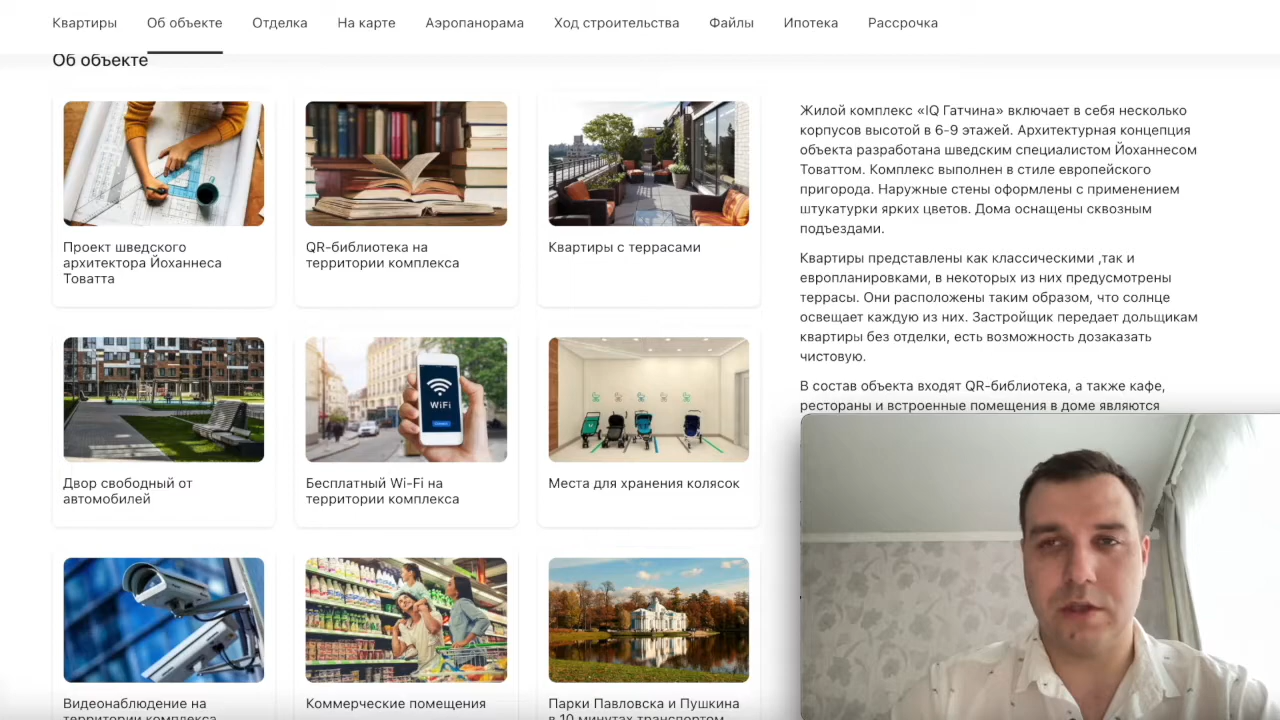 Квартиры
Об объекте
Отделка
На карте
Аэропанорама
Ход строительства
Файлы
Ипотека
Рассрочка
Об объекте
Проект шведского
архитектора Йоханнеса
Товатта
QR-библиотека на
территории комплекса
Квартиры с террасами
Двор свободный от
автомобилей
WiFi
Бесплатный Wi-Fi на
территории комплекса
Места для хранения колясок
Видеонаблюдение на
территории комплекса
Коммерческие помещения
Парки Павловска и Пушкина
в 10 минутах транспортом
Жилой комплекс «IQ Гатчина» включает в себя несколько
корпусов высотой в 6-9 этажей. Архитектурная концепция
объекта разработана шведским специалистом Йоханнесом
Товаттом. Комплекс выполнен в стиле европейского
пригорода. Наружные стены оформлены с применением
штукатурки ярких цветов. Дома оснащены сквозным
подъездами.
Квартиры представлены как классическими ,так и
европланировками, в некоторых из них предусмотрены
террасы. Они расположены таким образом, что солнце
освещает каждую из них. Застройщик передает дольщикам
квартиры без отделки, есть возможность дозаказать
чистовую.
В состав объекта входят QR-библиотека, а также кафе,
рестораны и встроенные помещения в доме являются